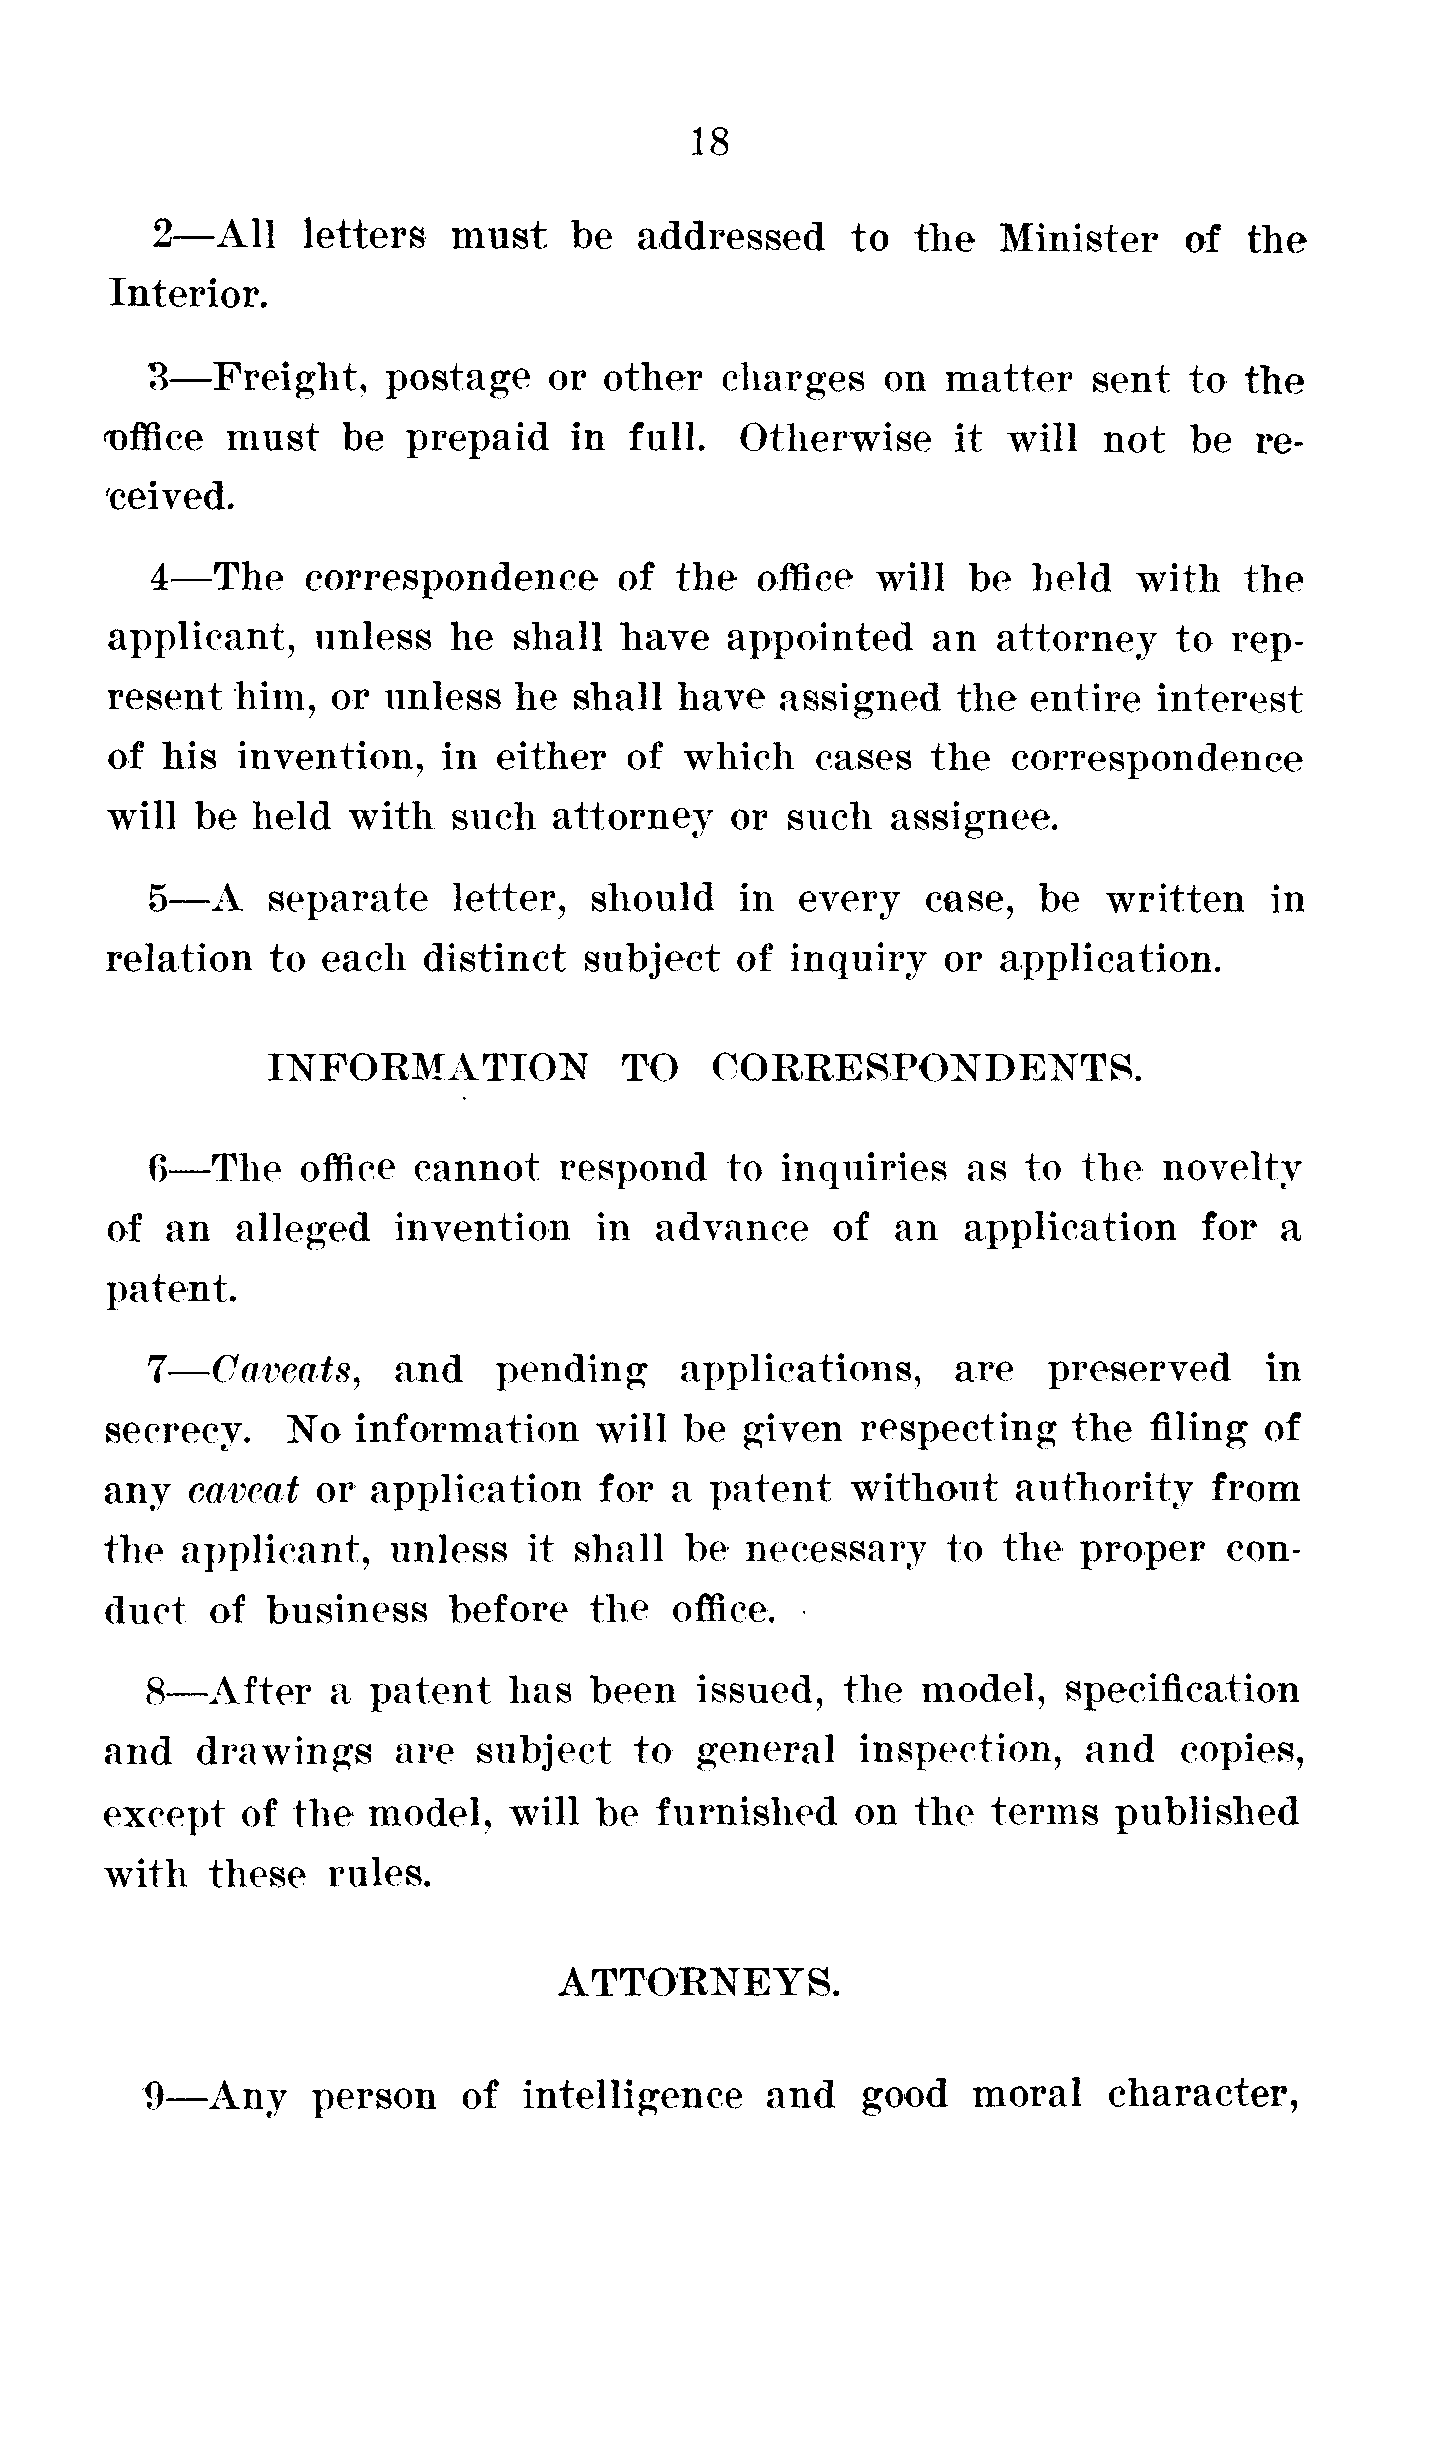 18
2—All letters must be addressed to the Minister of the
Interior.
3—Freight, postage or other charges on matter sent to the
office must be prepaid in full. Otherwise it will not be re-
ceived.
4—The correspondence of the office will be held with the
applicant, unless he shall have appointed an attorney to rep-
resent him, or unless he shall have assigned the entire interest
of his invention, in either of which cases the correspondence
will be held with such attorney or such assignee.
5—A separate letter, should in every case, be written in
relation to each distinct subject of inquiry or application.
INFORMATION TO CORRESPONDENTS.
6—The office cannot respond to inquiries as to the novelty
of an alleged invention in advance of an application for a
patent.
7—Caveats, and pending applications, are preserved in
secrecy. No information will be given respecting the filing of
any caveat or application for a patent without authority from
the applicant, unless it shall be necessary to the proper con-
duct of business before the office.
8—After a patent has been issued, the model, specification
and drawings are subject to general inspection, and copies,
except of the model, will be furnished on the terms published
with these rules.
ATTORNEYS.
9—Any person of intelligence and good moral character,